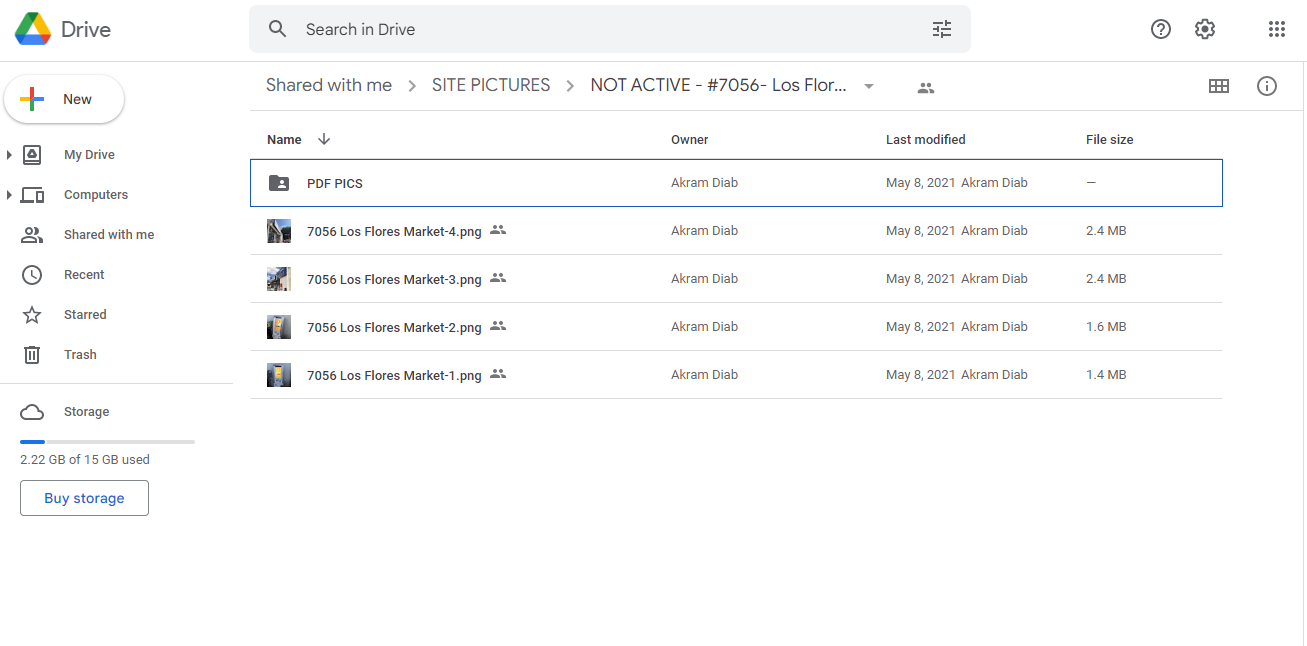 Drive
Search in Drive
Shared with me > SITE PICTURES > NOT ACTIVE - #7056- Los Flor...
New
Name Owner Last modified File size
My Drive
PDF PICS Akram Diab May 8, 2021 Akram Diab —
Computers
7056 Los Flores Market-4.png Akram Diab May 8, 2021 Akram Diab 2.4 MB
Shared with me
7056 Los Flores Market-3.png Akram Diab May 8, 2021 Akram Diab 2.4 MB
Recent
Starred
7056 Los Flores Market-2.png Akram Diab May 8, 2021 Akram Diab 1.6 MB
Trash
7056 Los Flores Market-1.png Akram Diab May 8, 2021 Akram Diab 1.4 MB
Storage
2.22 GB of 15 GB used
Buy storage